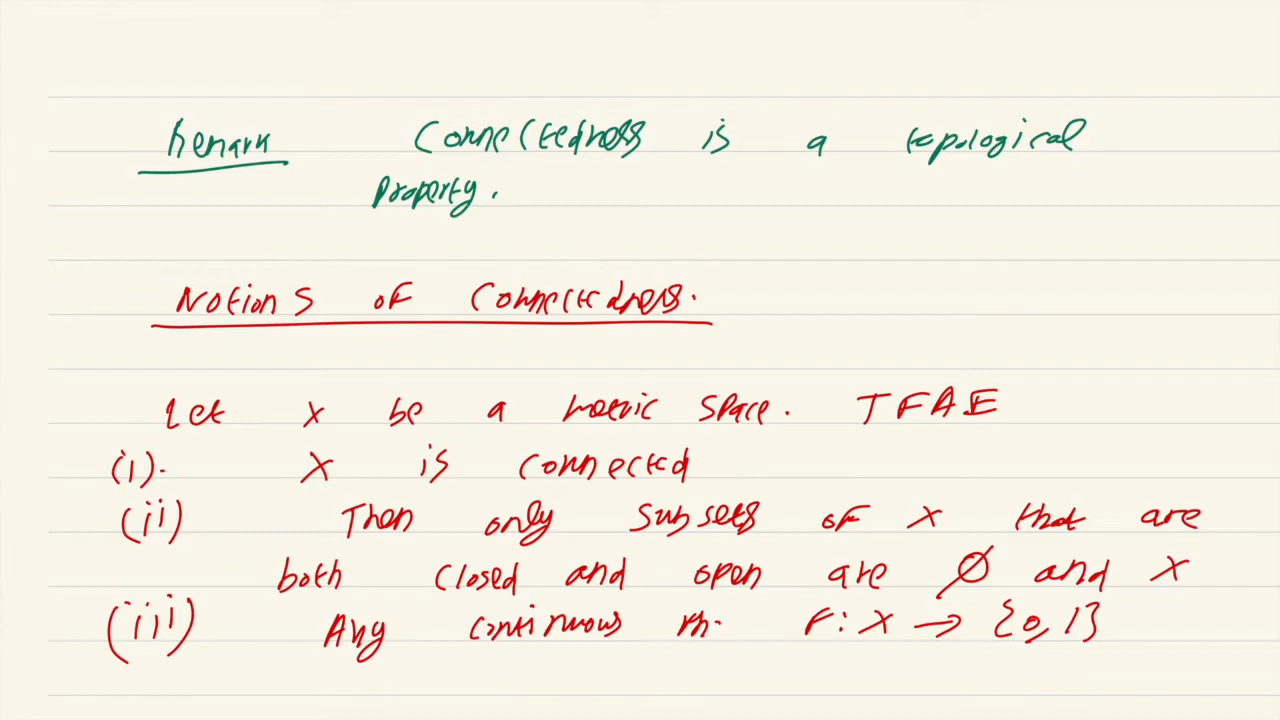 Remark Connectedness is a topological
Property.
Notions of Connectedness.
Let X be a metric space. TFAE
(i). X is connected
(ii) Then only subsets of X that are
both closed and open are ∅ and X
(iii) Any continuous F: X → {0,1}